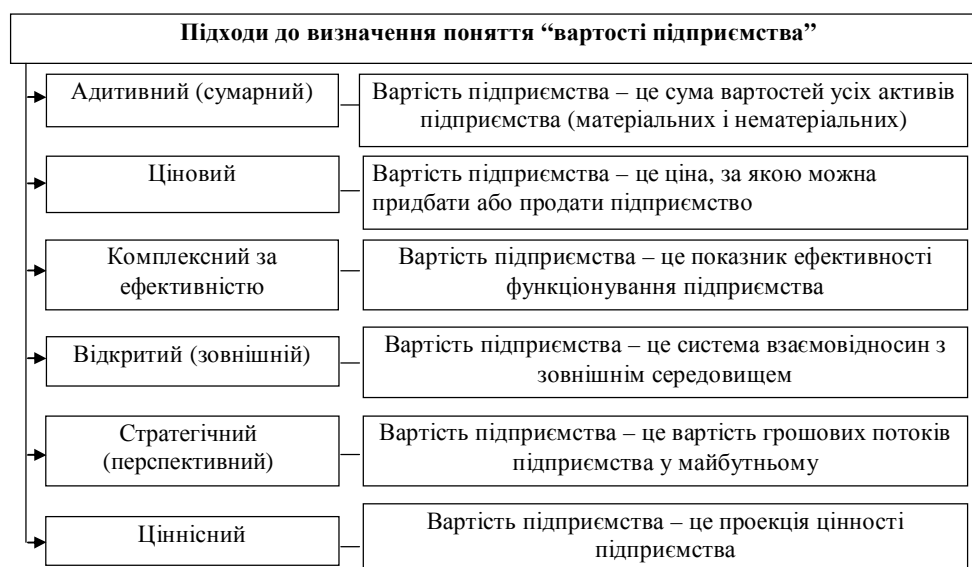 Підходи до визначення поняття “вартості підприємства”
Адитивний (сумарний)
Вартість підприємства – це сума вартостей усіх активів
підприємства (матеріальних і нематеріальних)
Ціновий
Вартість підприємства – це ціна, за якою можна
придбати або продати підприємство
Комплексний за
ефективністю
Вартість підприємства – це показник ефективності
функціонування підприємства
Відкритий (зовнішній)
Вартість підприємства – це система взаємовідносин з
зовнішнім середовищем
Стратегічний
(перспективний)
Вартість підприємства – це вартість грошових потоків
підприємства у майбутньому
Ціннісний
Вартість підприємства – це проекція цінності
підприємства